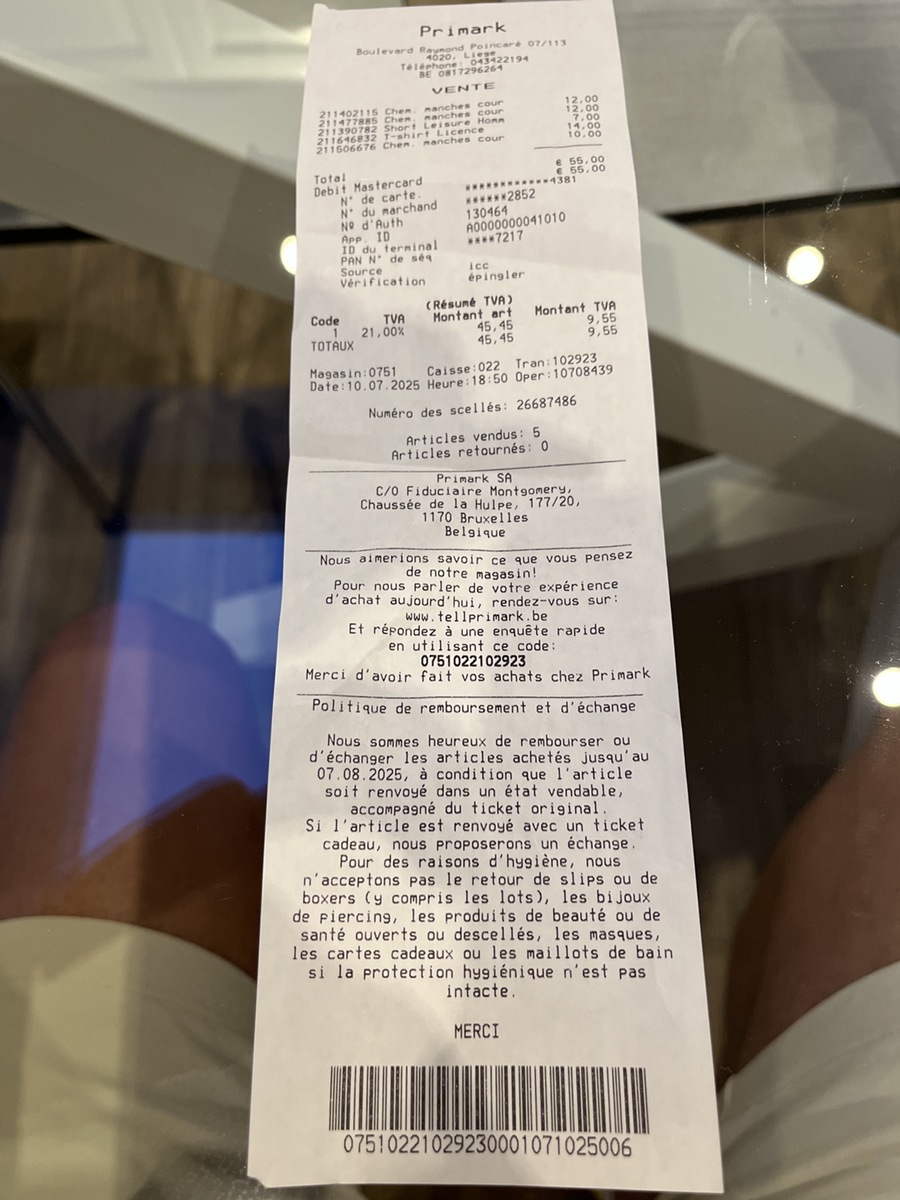 Primark
Boulevard Raymond Poincaré 07/113
4020, Liege
Téléphone: 043422194
BE 0817296264
VENTE
211402115 Chem. manches cour 12,00
211477885 Chem. manches cour 12,00
211390782 Short Leisure Homm 7,00
211646832 T-shirt Licence 14,00
211506676 Chem. manches cour 10,00
Total € 55,00
Debit Mastercard € 55,00
N° de carte. ************4381
N° du marchand ******2852
Nº d'Auth 130464
App. ID A0000000041010
ID du terminal ****7217
PAN N° de séq
Source icc
Vérification épingler
(Résumé TVA)
Code TVA Montant art Montant TVA
1 21,00% 45,45 9,55
TOTAUX 45,45 9,55
Magasin:0751 Caisse:022 Tran:102923
Date:10.07.2025 Heure:18:50 Oper:10708439
Numéro des scellés: 26687486
Articles vendus: 5
Articles retournés: 0
Primark SA
C/O Fiduciaire Montgomery,
Chaussée de la Hulpe, 177/20,
1170 Bruxelles
Belgique
Nous aimerions savoir ce que vous pensez
de notre magasin!
Pour nous parler de votre expérience
d'achat aujourd'hui, rendez-vous sur:
www.tellprimark.be
Et répondez à une enquête rapide
en utilisant ce code:
0751022102923
Merci d'avoir fait vos achats chez Primark
Politique de remboursement et d'échange
Nous sommes heureux de rembourser ou
d'échanger les articles achetés jusqu'au
07.08.2025, à condition que l'article
soit renvoyé dans un état vendable,
accompagné du ticket original.
Si l'article est renvoyé avec un ticket
cadeau, nous proposerons un échange.
Pour des raisons d'hygiène, nous
n'acceptons pas le retour de slips ou de
boxers (y compris les lots), les bijoux
de piercing, les produits de beauté ou de
santé ouverts ou descellés, les masques,
les cartes cadeaux ou les maillots de bain
si la protection hygiénique n'est pas
intacte.
MERCI
07510221029230001071025006